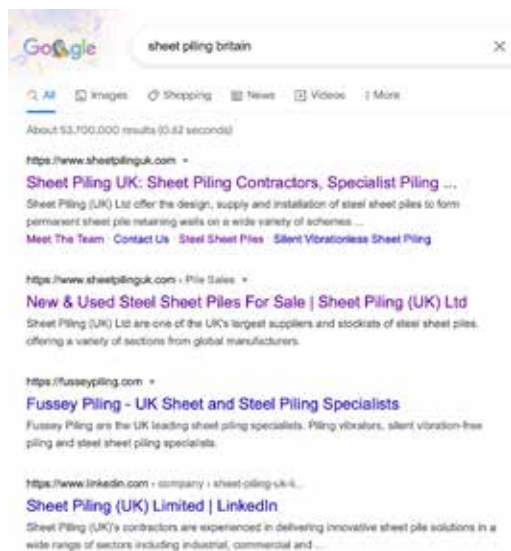 Google
sheet piling britain
All Images Shopping News Videos More
About 53,700,000 results (0.62 seconds)
https://www.sheetpilinguk.com
Sheet Piling UK: Sheet Piling Contractors, Specialist Piling ...
Sheet Piling (UK) Ltd offer the design, supply and installation of steel sheet piles to form
permanent sheet pile retaining walls on a wide variety of schemes ...
Meet The Team · Contact Us · Steel Sheet Piles · Silent Vibrationless Sheet Piling
https://www.sheetpilinguk.com › Pile Sales
New & Used Steel Sheet Piles For Sale | Sheet Piling (UK) Ltd
Sheet Piling (UK) Ltd are one of the UK's largest suppliers and stockists of steel sheet piles.
offering a variety of sections from global manufacturers.
https://fusseypiling.com
Fussey Piling - UK Sheet and Steel Piling Specialists
Fussey Piling are the UK leading sheet piling specialists. Piling vibrators, silent vibration-free
piling and steel sheet piling specialists.
https://www.linkedin.com › company › sheet-piling-uk-li...
Sheet Piling (UK) Limited | LinkedIn
Sheet Piling (UK)'s contractors are experienced in delivering innovative sheet pile solutions in a
wide range of sectors including industrial, commercial and ...